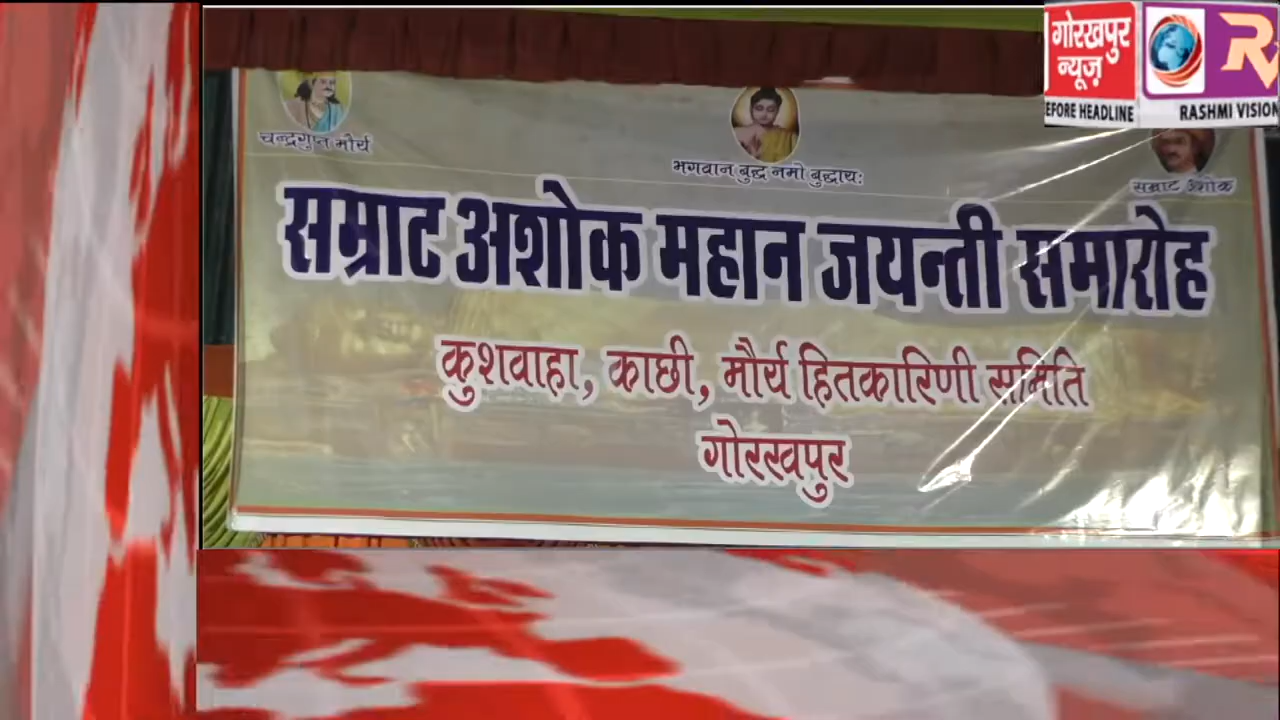 गोरखपुर
न्यूज़
EFORE HEADLINE
RASHMI VISION
चन्द्रगुप्त मौर्य
भगवान बुद्ध नमो बुद्धाय:
सम्राट अशोक
सम्राट अशोक महान जयन्ती समारोह
कुशवाहा, काछी, मौर्य हितकारिणी समिति
गोरखपुर